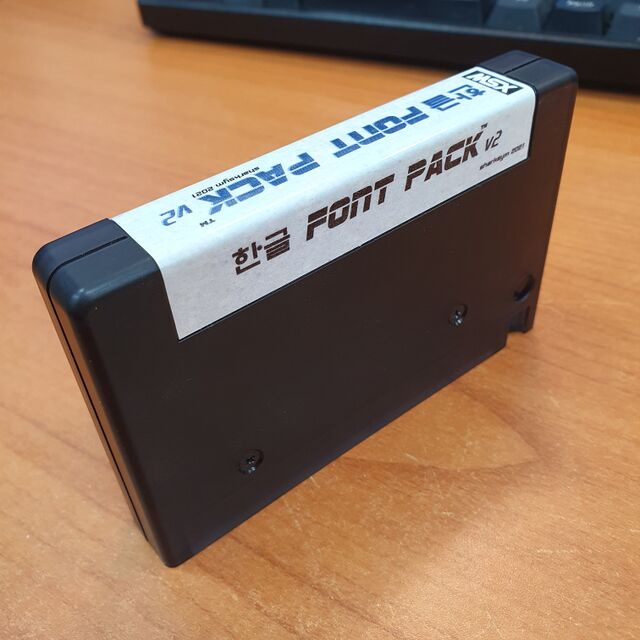 MSX
한글 FONT PACK™ v2
sharksym 2021
한글 FONT PACK™ v2
sharksym 2021